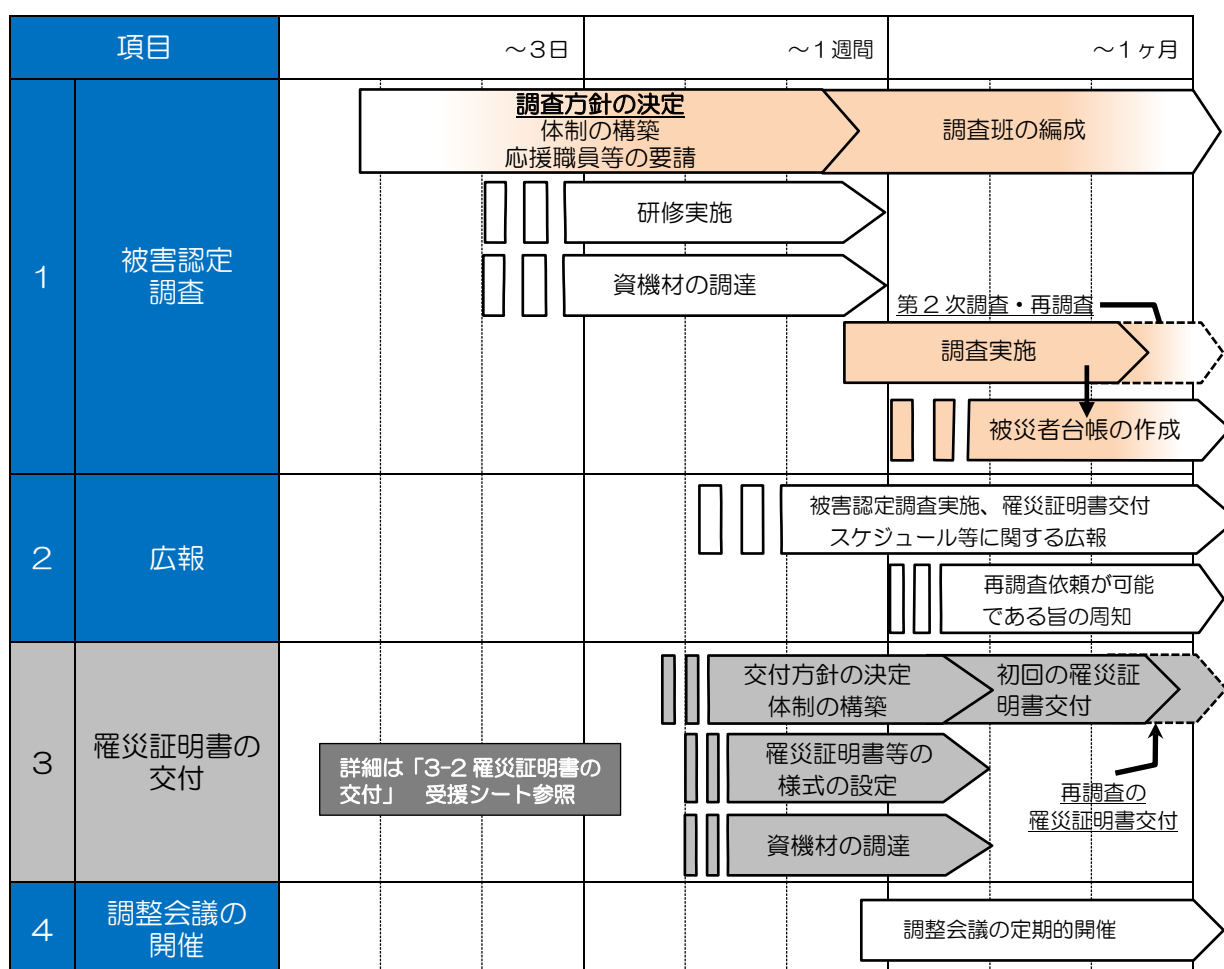 項目
～3日
～1週間
～1ヶ月
1
被害認定
調査
調査方針の決定
体制の構築
応援職員等の要請
調査班の編成
研修実施
資機材の調達
第2次調査・再調査
調査実施
被災者台帳の作成
2
広報
被害認定調査実施、罹災証明書交付
スケジュール等に関する広報
再調査依頼が可能
である旨の周知
3
罹災証明書の
交付
交付方針の決定
体制の構築
初回の罹災証
明書交付
詳細は「3-2 罹災証明書の
交付」　受援シート参照
罹災証明書等の
様式の設定
再調査の
罹災証明書交付
資機材の調達
4
調整会議の
開催
調整会議の定期的開催